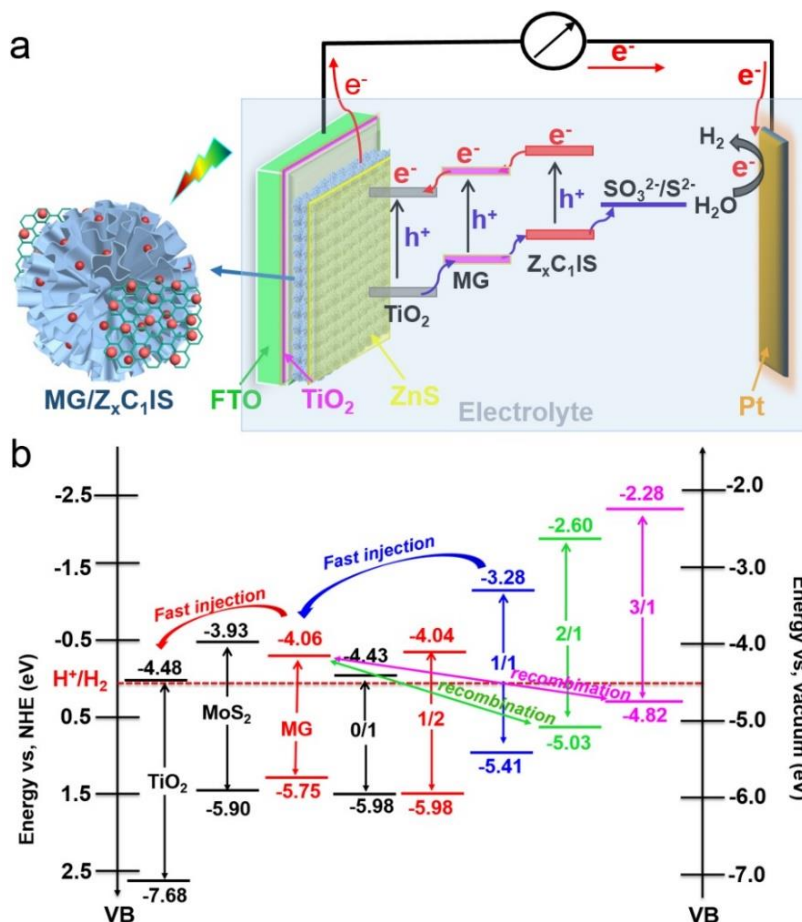 a
e⁻
e⁻
e⁻
e⁻
e⁻
e⁻
e⁻
H₂
SO₃²⁻/S²⁻
e⁻
H₂O
h⁺
h⁺
h⁺
MG
ZₓC₁IS
TiO₂
MG/ZₓC₁IS
FTO
TiO₂
ZnS
Electrolyte
Pt
b
-2.5
-1.5
-0.5
H⁺/H₂
0.5
1.5
2.5
Energy vs, NHE (eV)
VB
-4.48
TiO₂
-7.68
Fast injection
-3.93
MoS₂
-5.90
-4.06
MG
-5.75
Fast injection
-4.43
0/1
-5.98
-4.04
1/2
-5.98
-3.28
1/1
-5.41
recombination
recombination
-2.60
2/1
-5.03
-2.28
3/1
-4.82
-2.0
-3.0
-4.0
-5.0
-6.0
-7.0
Energy vs, vacuum (eV)
VB